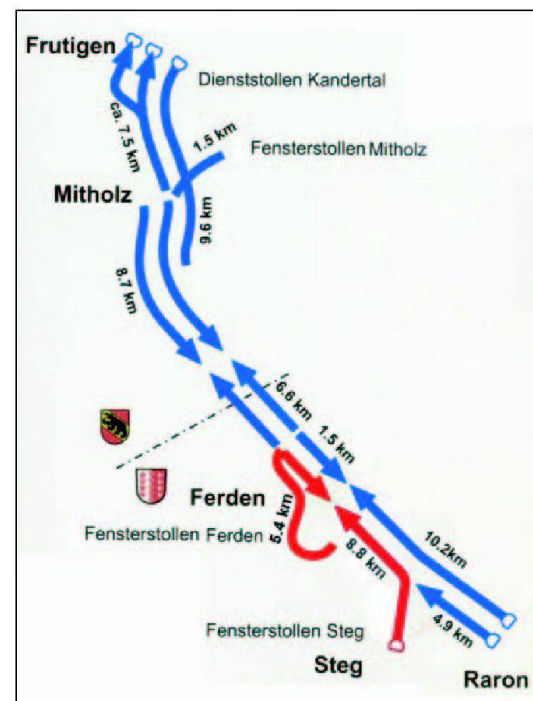 Frutigen
Dienststollen Kandertal
ca. 7.5 km
1.5 km
Fensterstollen Mitholz
Mitholz
9.6 km
8.7 km
6.6 km
1.5 km
Ferden
5.4 km
Fensterstollen Ferden
8.8 km
10.2km
4.9 km
Fensterstollen Steg
Steg
Raron